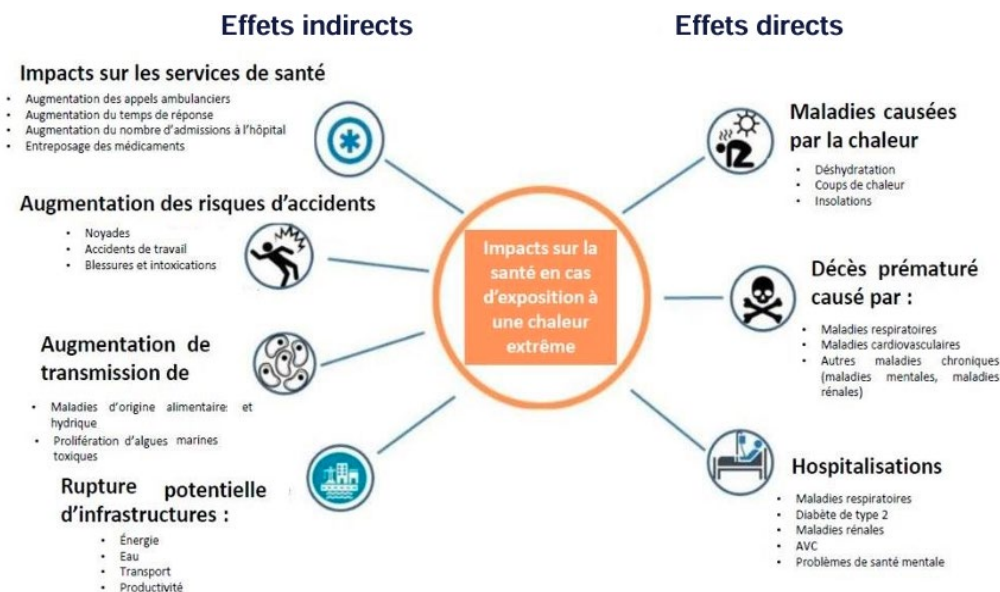 Effets indirects
Effets directs
Impacts sur les services de santé
• Augmentation des appels ambulanciers
• Augmentation du temps de réponse
• Augmentation du nombre d'admissions à l'hôpital
• Entreposage des médicaments
Augmentation des risques d'accidents
• Noyades
• Accidents de travail
• Blessures et intoxications
Augmentation de
transmission de
• Maladies d'origine alimentaire et
hydrique
• Prolifération d'algues marines
toxiques
Rupture potentielle
d'infrastructures :
• Énergie
• Eau
• Transport
• Productivité
Impacts sur la
santé en cas
d'exposition à
une chaleur
extrême
Maladies causées
par la chaleur
• Déshydratation
• Coups de chaleur
• Insolations
Décès prématuré
causé par :
• Maladies respiratoires
• Maladies cardiovasculaires
• Autres maladies chroniques
(maladies mentales, maladies
rénales)
Hospitalisations
• Maladies respiratoires
• Diabète de type 2
• Maladies rénales
• AVC
• Problèmes de santé mentale